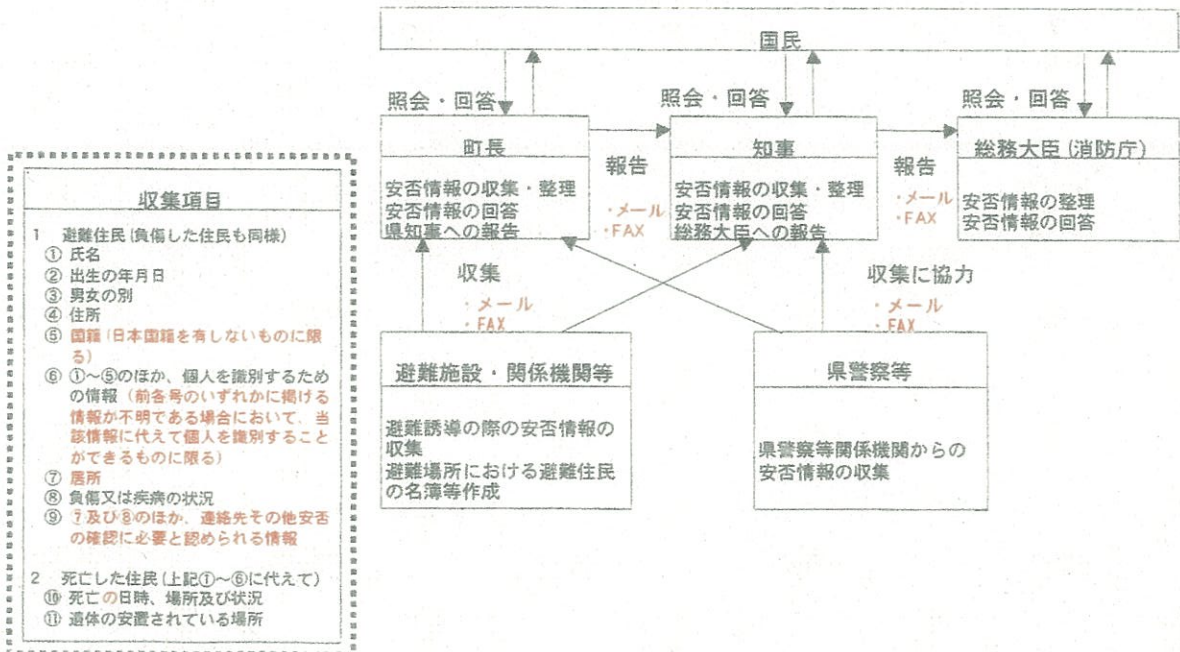 国民
照会・回答
照会・回答
照会・回答
町長
安否情報の収集・整理
安否情報の回答
県知事への報告
報告
・メール
・FAX
知事
安否情報の収集・整理
安否情報の回答
総務大臣への報告
報告
・メール
・FAX
総務大臣(消防庁)
安否情報の整理
安否情報の回答
収集
・メール
・FAX
収集に協力
・メール
・FAX
避難施設・関係機関等
避難誘導の際の安否情報の
収集
避難場所における避難住民
の名簿等作成
県警察等
県警察等関係機関からの
安否情報の収集
収集項目
1 避難住民(負傷した住民も同様)
① 氏名
② 出生の年月日
③ 男女の別
④ 住所
⑤ 国籍(日本国籍を有しないものに限
る)
⑥ ①~⑤のほか、個人を識別するため
の情報(前各号のいずれかに掲げる
情報が不明である場合において、当
該情報に代えて個人を識別すること
ができるものに限る)
⑦ 居所
⑧ 負傷又は疾病の状況
⑨ ⑦及び⑧のほか、連絡先その他安否
の確認に必要と認められる情報
2 死亡した住民(上記①~⑥に代えて)
⑩ 死亡の日時、場所及び状況
⑪ 遺体の安置されている場所